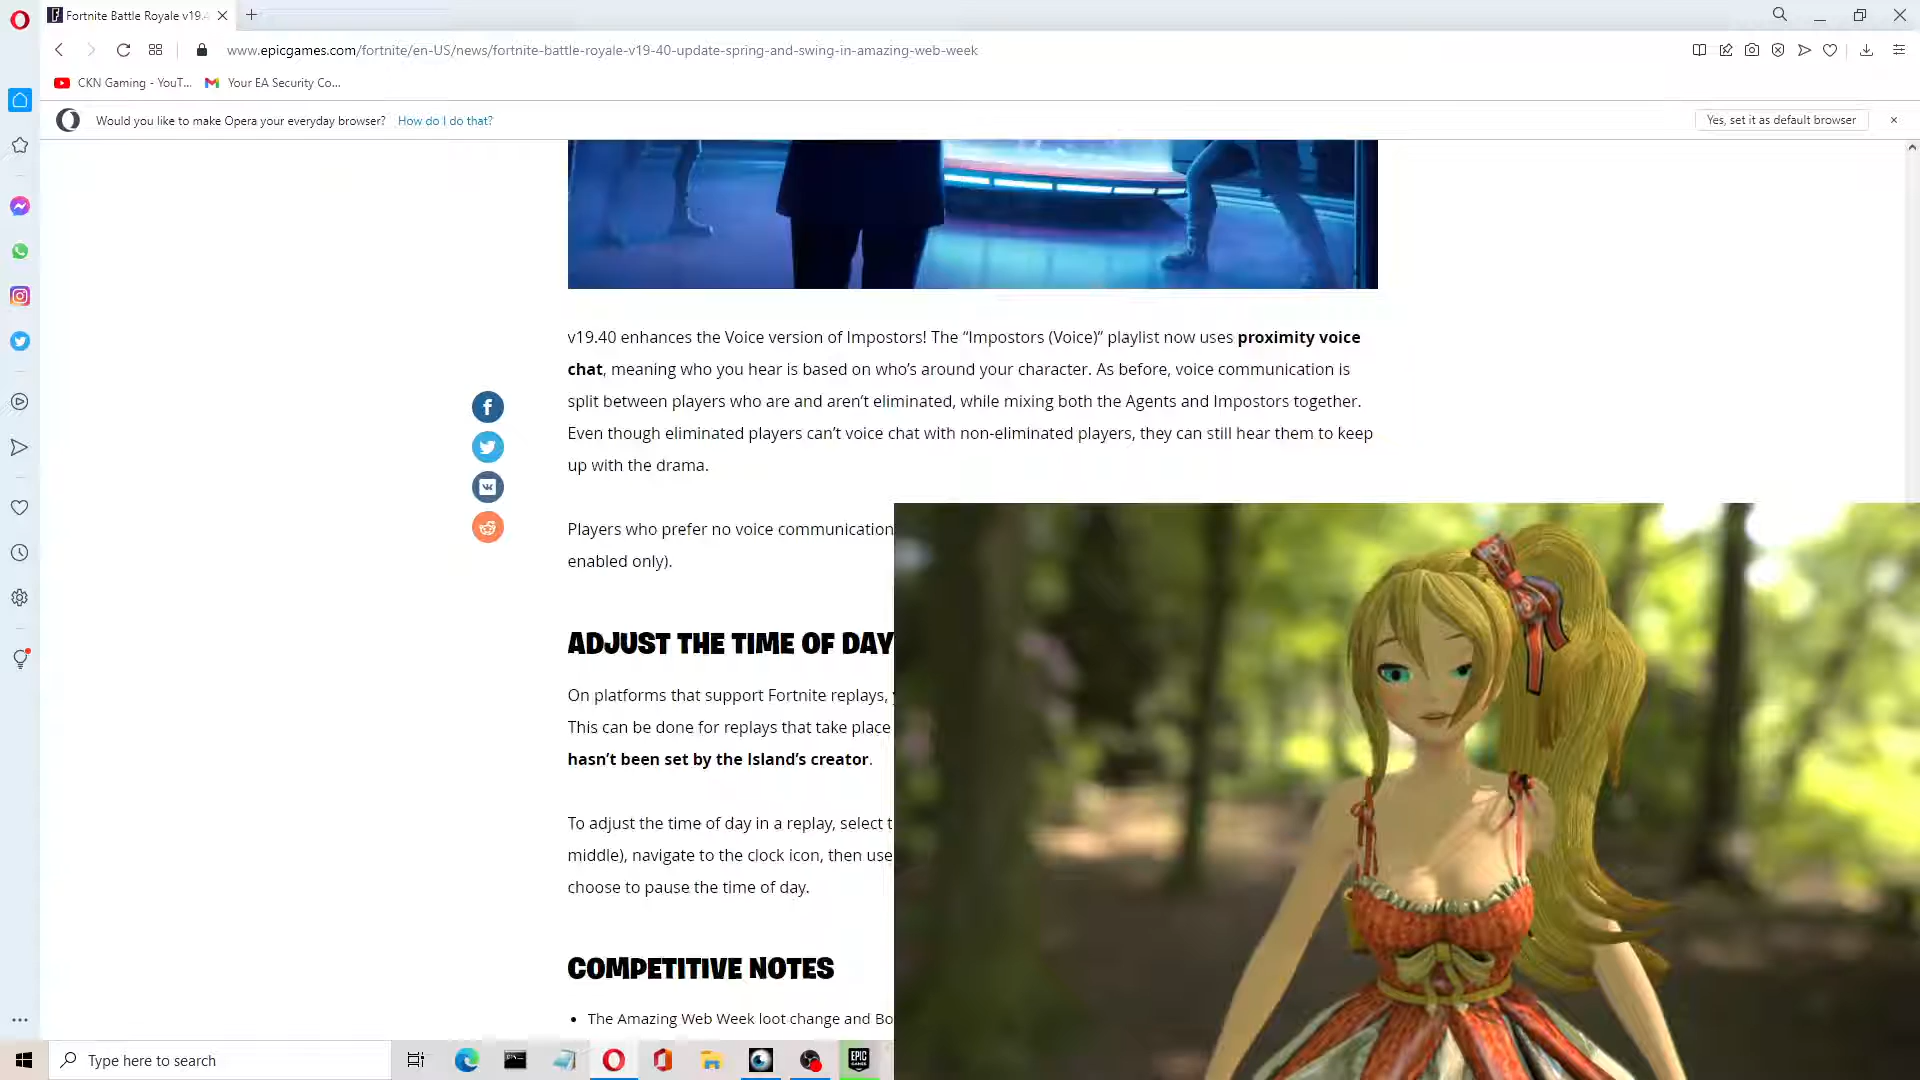 Fortnite Battle Royale v19.4
www.epicgames.com/fortnite/en-US/news/fortnite-battle-royale-v19-40-update-spring-and-swing-in-amazing-web-week
CKN Gaming - YouT...
Your EA Security Co...
Would you like to make Opera your everyday browser? How do I do that?
Yes, set it as default browser
v19.40 enhances the Voice version of Impostors! The “Impostors (Voice)” playlist now uses proximity voice
chat, meaning who you hear is based on who’s around your character. As before, voice communication is
split between players who are and aren’t eliminated, while mixing both the Agents and Impostors together.
Even though eliminated players can’t voice chat with non-eliminated players, they can still hear them to keep
up with the drama.
Players who prefer no voice communication
enabled only).
ADJUST THE TIME OF DAY
On platforms that support Fortnite replays,
This can be done for replays that take place
hasn’t been set by the Island’s creator.
To adjust the time of day in a replay, select t
middle), navigate to the clock icon, then use
choose to pause the time of day.
COMPETITIVE NOTES
• The Amazing Web Week loot change and Bo
Type here to search
EPIC
GAMES